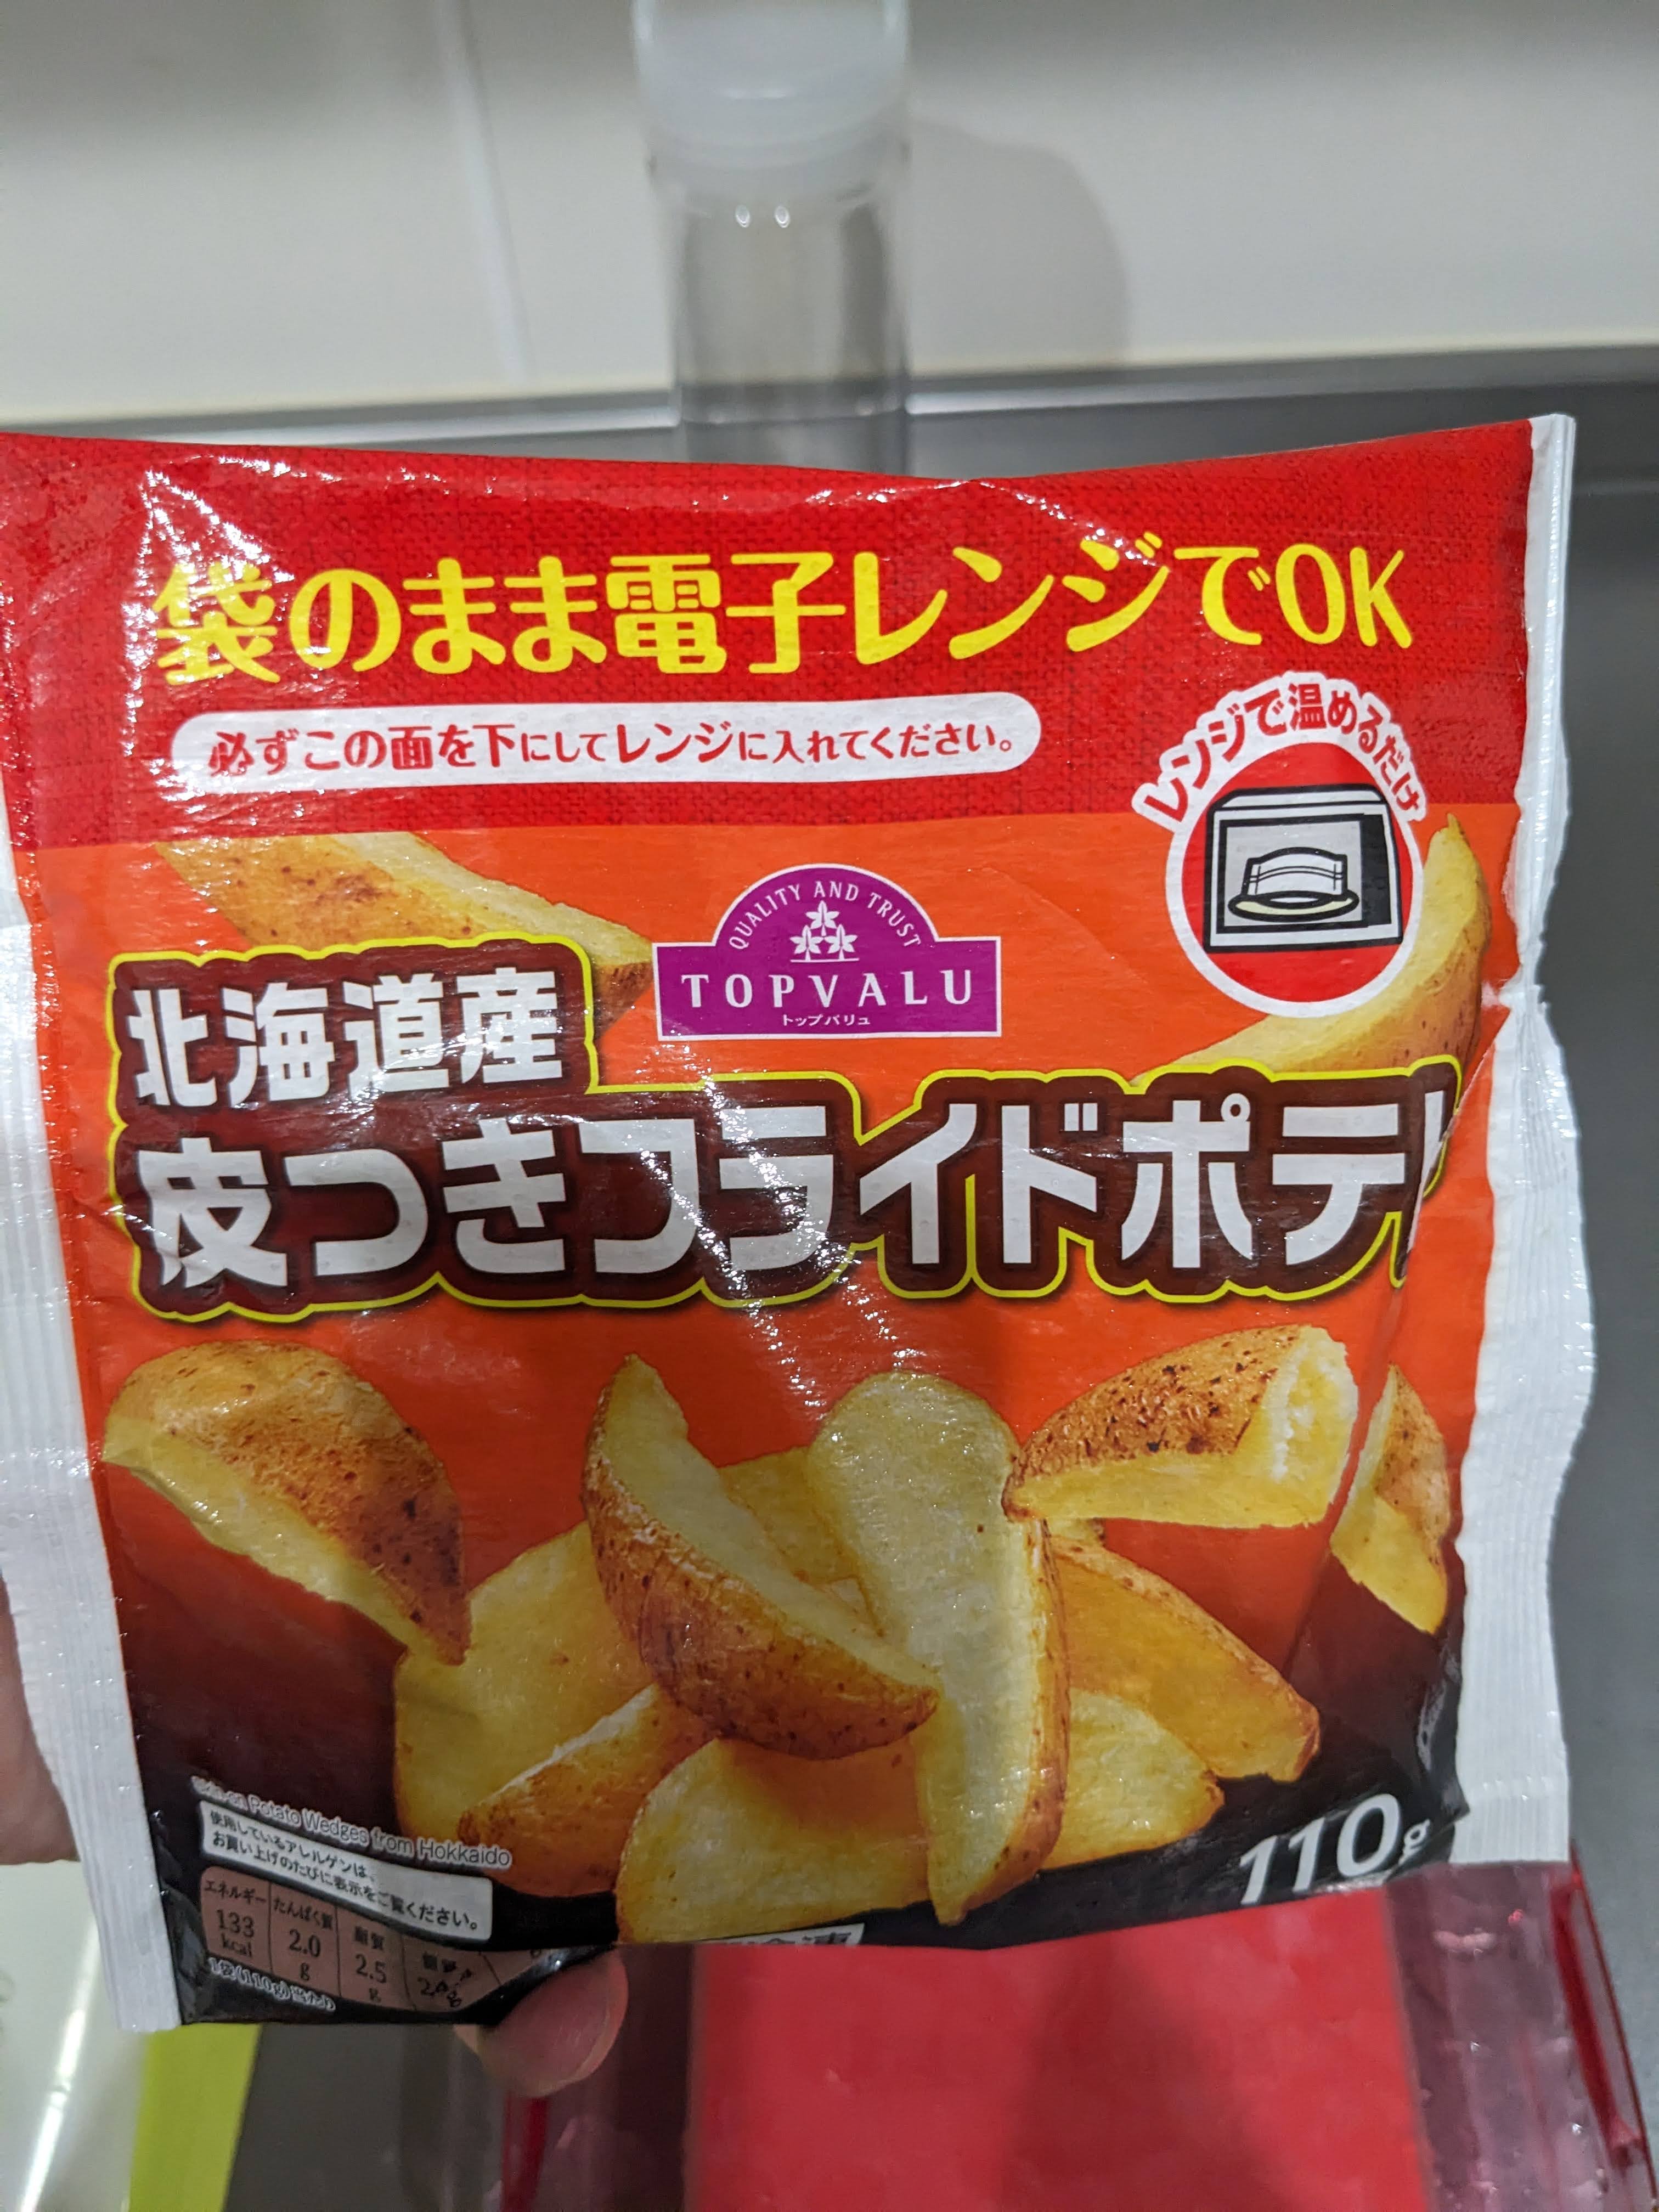 袋のまま電子レンジでOK
必ずこの面を下にしてレンジに入れてください。
レンジで温めるだけ
QUALITY AND TRUST
TOPVALU
トップバリュ
北海道産
皮つきフライドポテト
Potato Wedges from Hokkaido
使用しているアレルゲンは、
お買い上げのたびに表示をご覧ください。
エネルギー たんぱく質 脂質
133 2.0 2.5
kcal g g
1袋(110g)当たり
110g